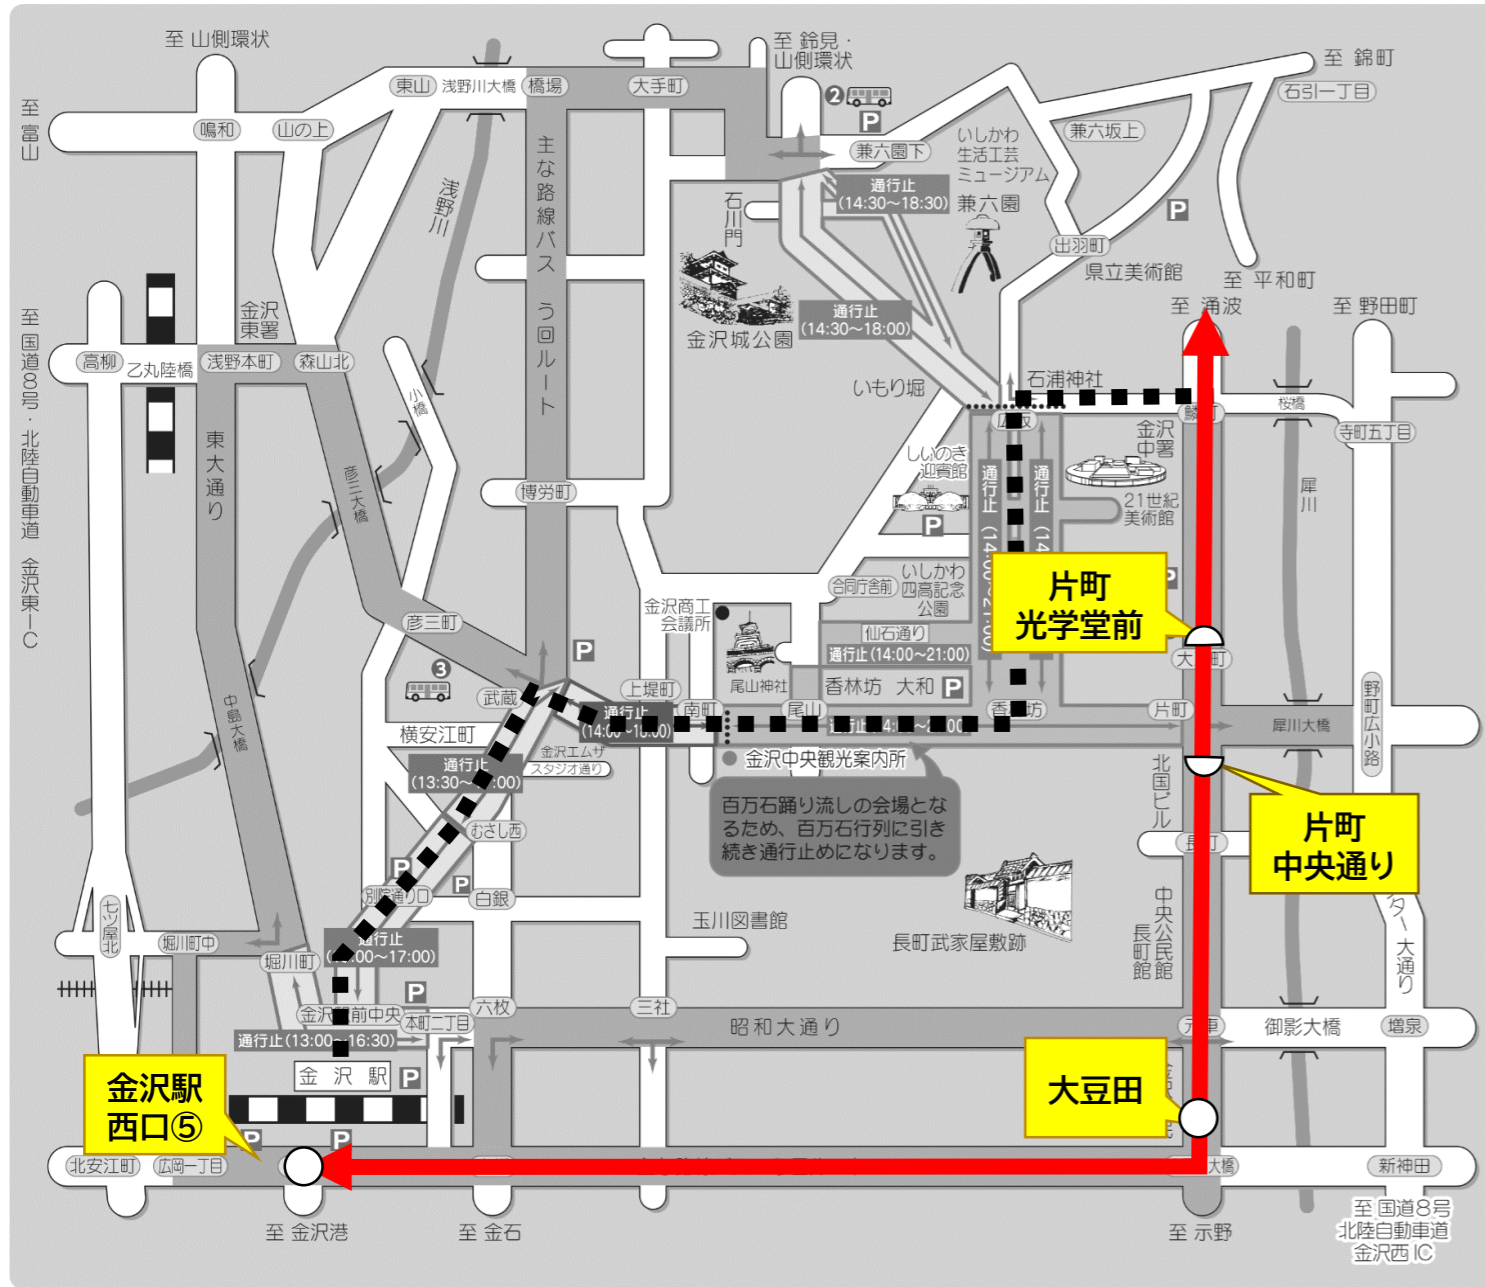 至 山側環状
至 鈴見・
山側環状
至 錦町
至 富山
東山
浅野川大橋
橋場
大手町
❷
P
石引一丁目
鳴和
山の上
兼六園下
いしかわ
生活工芸
ミュージアム
兼六坂上
主な路線バス う回ルート
浅野川
石川門
通行止
(14:30〜18:30)
兼六園
P
出羽町
県立美術館
至 平和町
至 国道8号・北陸自動車道 金沢東IC
金沢
東署
金沢城公園
通行止
(14:30〜18:00)
至 涌波
至 野田町
高柳
乙丸陸橋
浅野本町
森山北
小橋
いもり堀
石浦神社
桜橋
寺町五丁目
東大通り
彦三大橋
金沢
中署
しいのき
迎賓館
P
通行止
通行止
21世紀
美術館
犀川
博労町
片町
光学堂前
合同庁舎前
いしかわ
四高記念
公園
金沢商工
会議所
彦三町
仙石通り
通行止(14:00〜21:00)
P
❸
武蔵
上堤町
尾山神社
香林坊 大和
P
野町広小路
中島大橋
横安江町
通行止
南町
尾山
片町
犀川大橋
金沢エムザ
スタジオ通り
金沢中央観光案内所
北国ビル
通行止
むさし西
百万石踊り流しの会場とな
るため、百万石行列に引き
続き通行止めになります。
片町
中央通り
P
P
別院通り口
白銀
玉川図書館
長町武家屋敷跡
中央公民館
長町館
七ツ屋北
堀川町中
堀川町
通行止
P
本町二丁目
六枚
三社
昭和大通り
御影大橋
増泉
通行止(13:00〜16:30)
金沢駅
P
金沢駅
西口⑤
大豆田
P
P
北安江町
広岡一丁目
新神田
至 金沢港
至 金石
至 示野
至 国道8号
北陸自動車道
金沢西IC